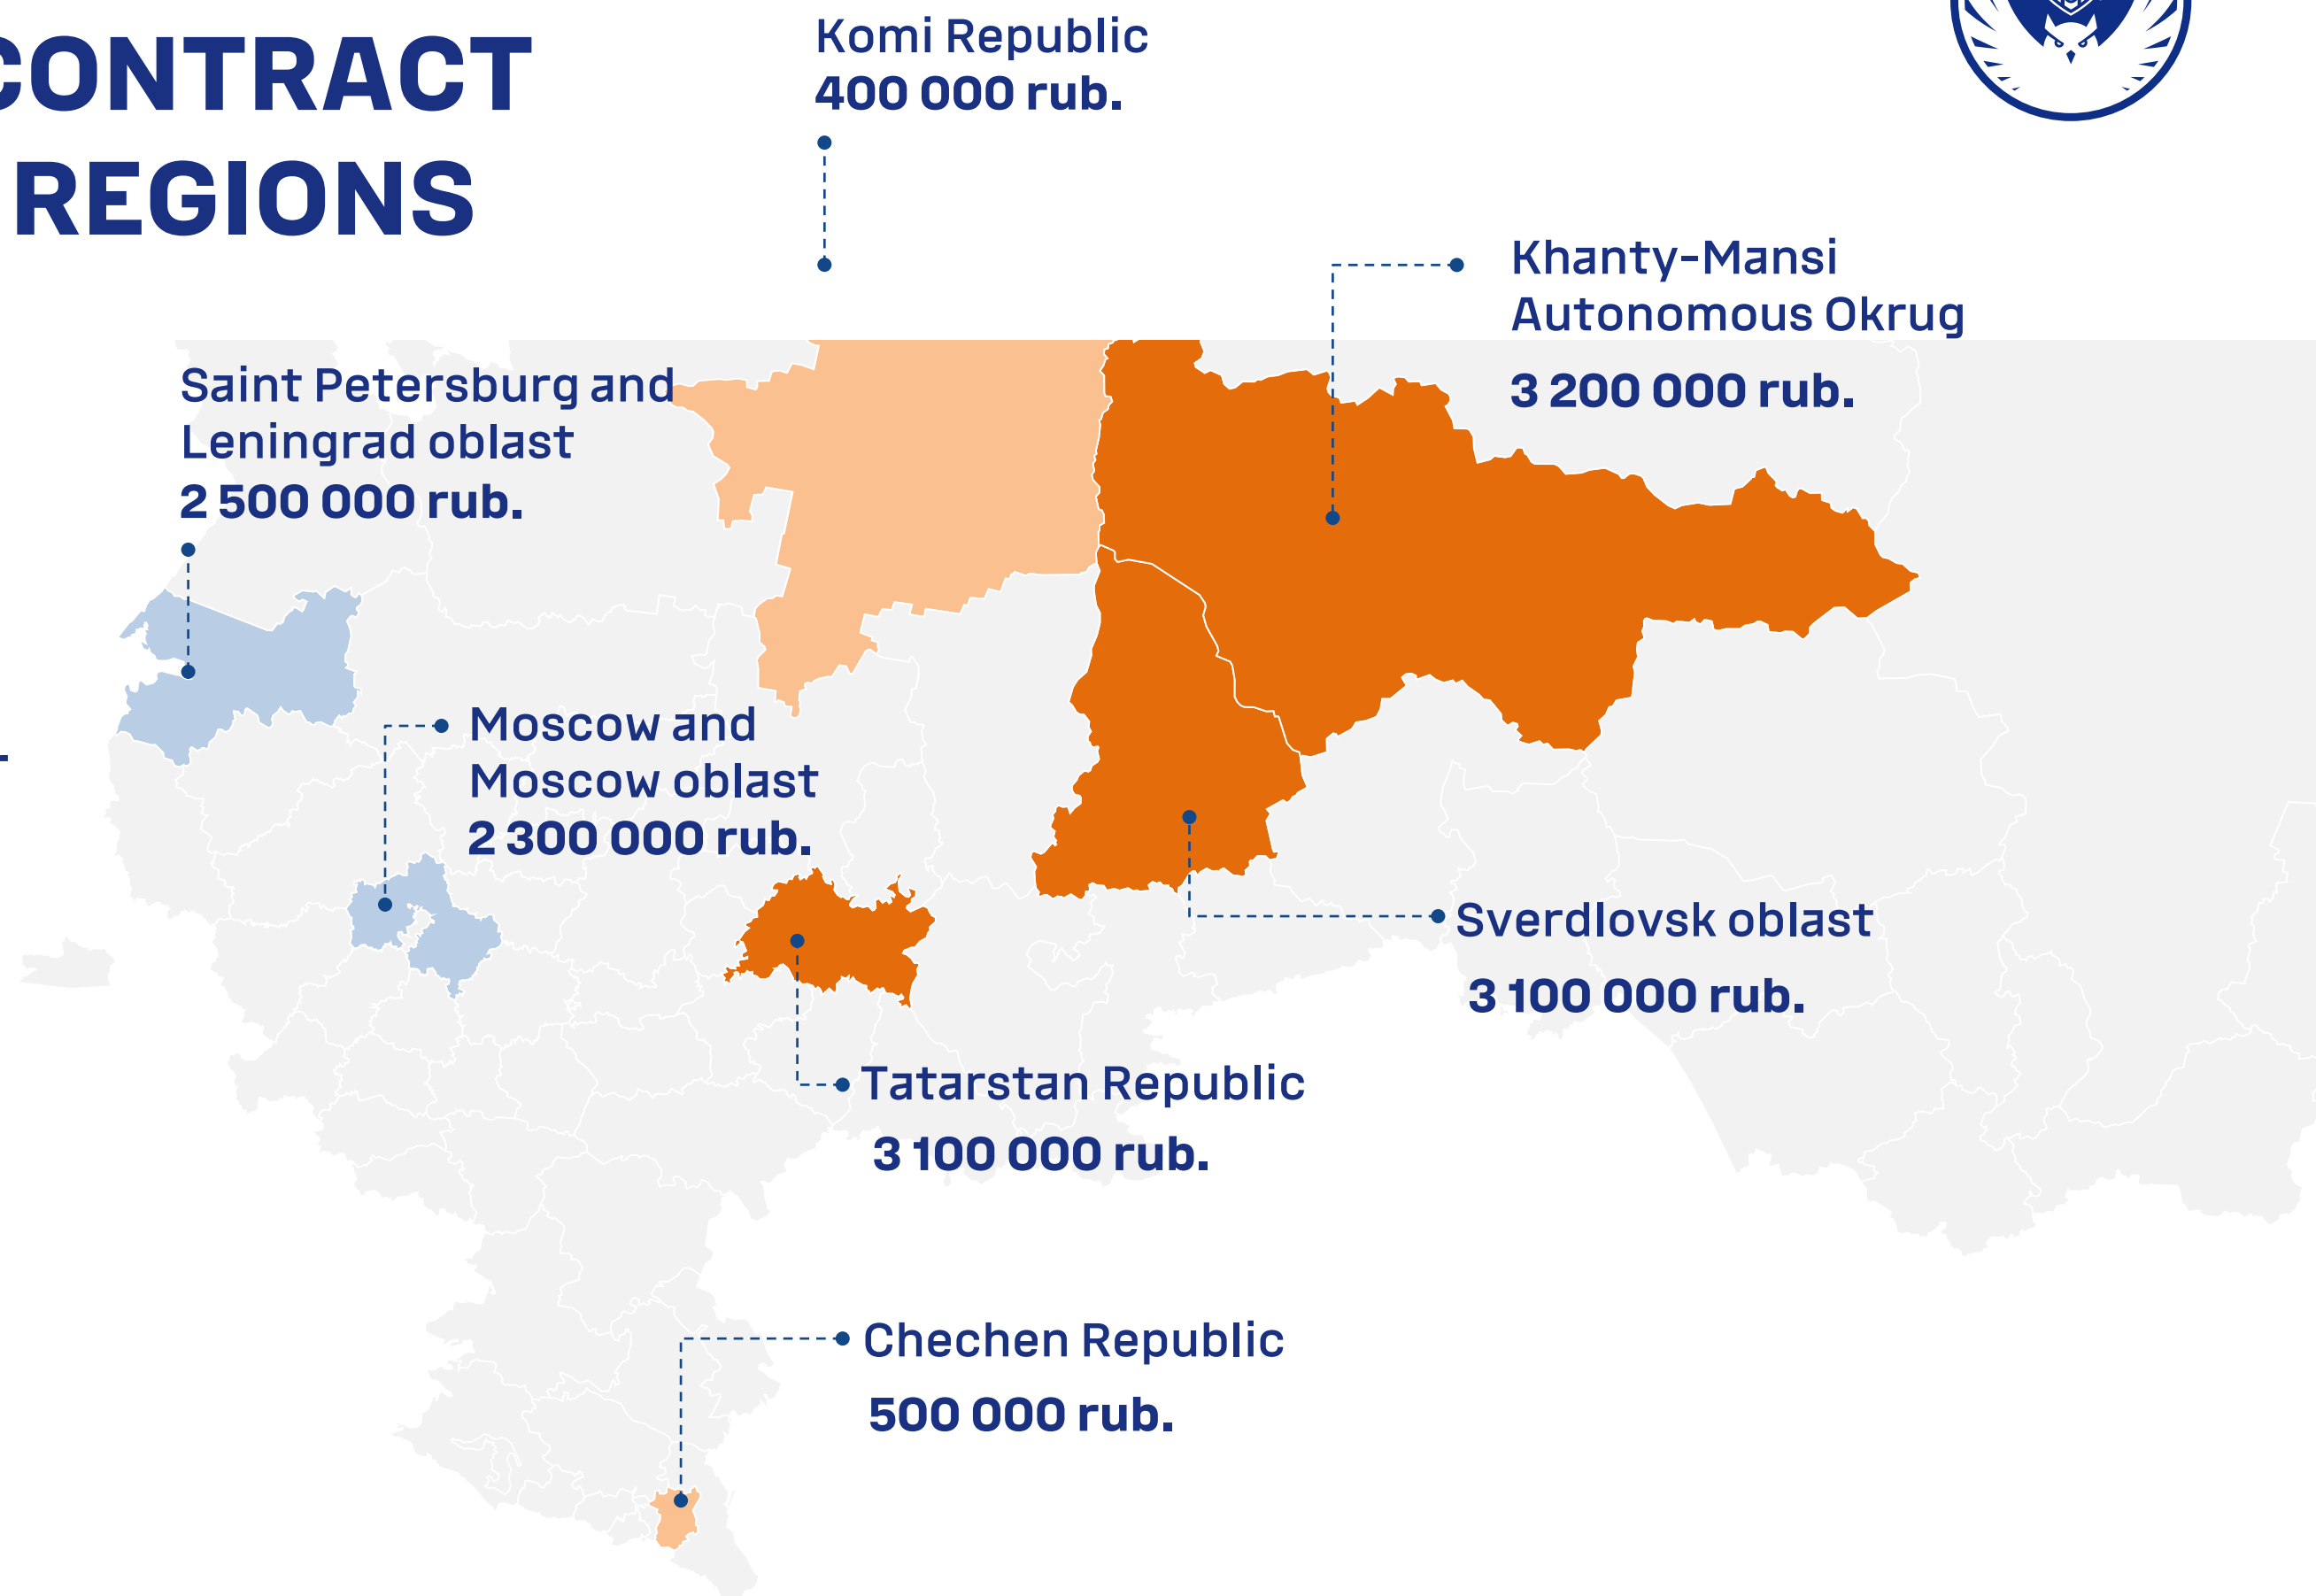 CONTRACT
REGIONS
Komi Republic
400 000 rub.
Khanty-Mansi
Autonomous Okrug
3 200 000 rub.
Saint Petersburg and
Leningrad oblast
2 500 000 rub.
Moscow and
Moscow oblast
2 300 000 rub.
Sverdlovsk oblast
3 100 000 rub.
Tatarstan Republic
3 100 000 rub.
Chechen Republic
500 000 rub.